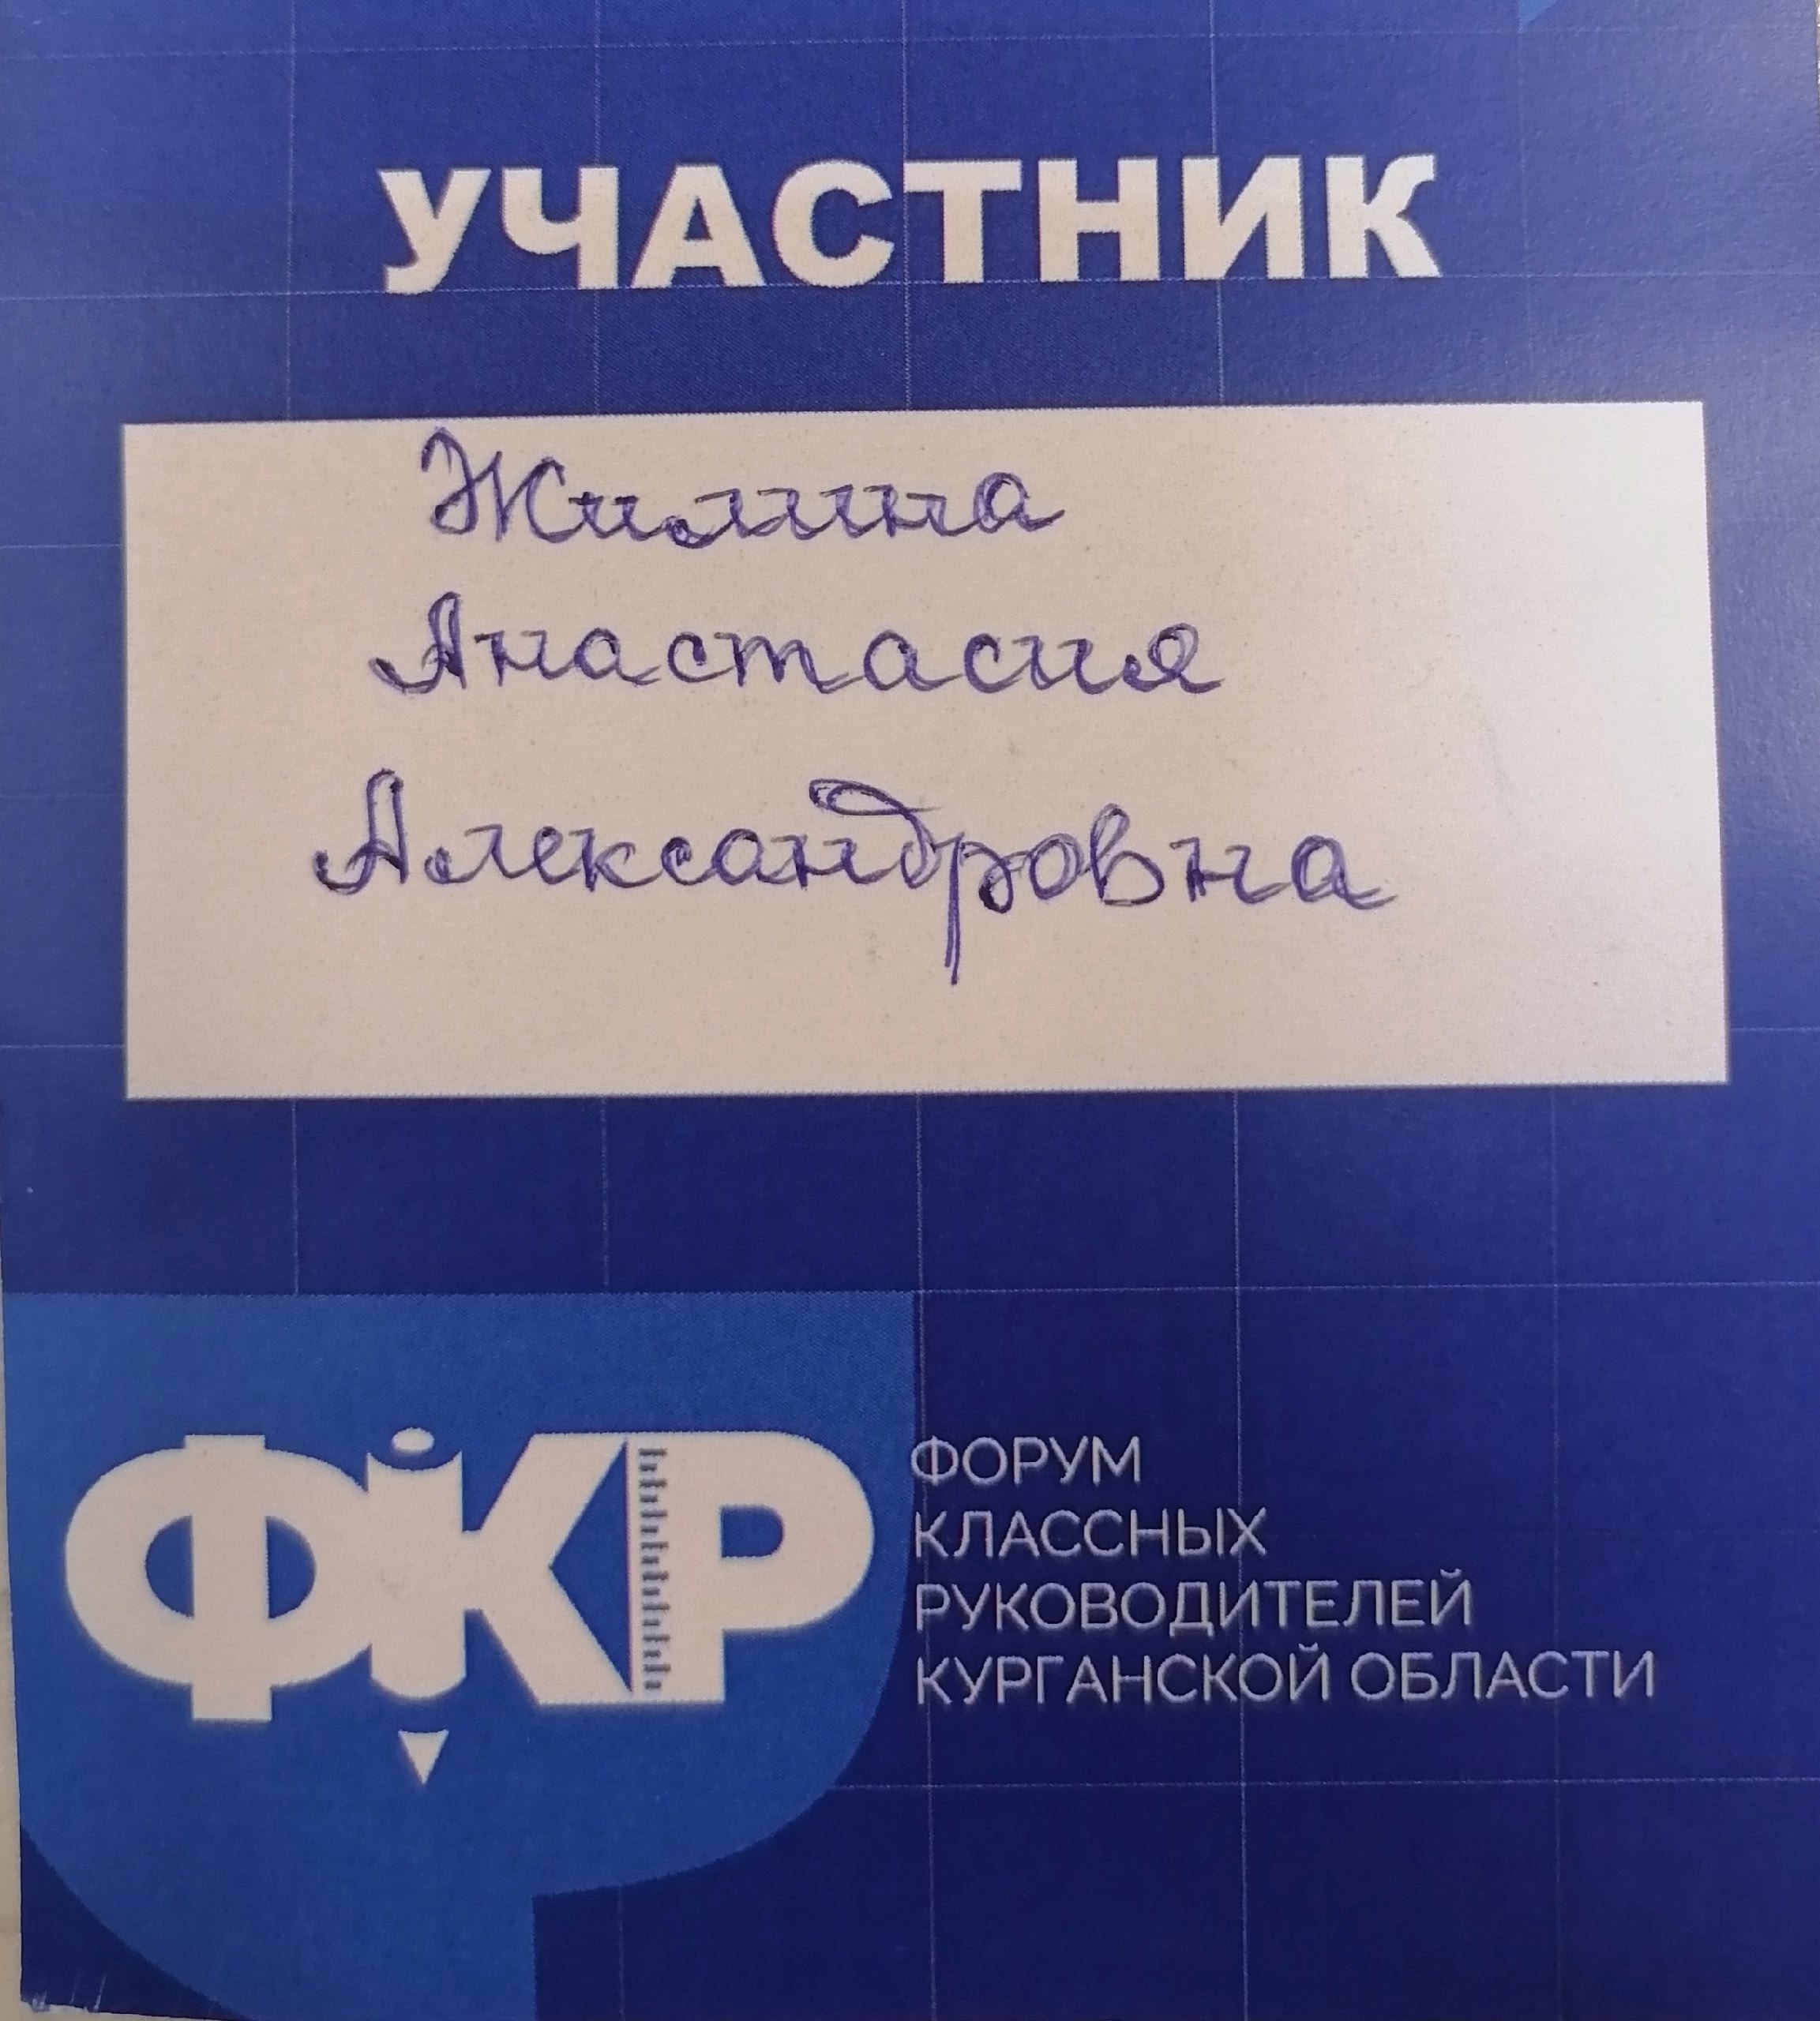 УЧАСТНИК
Жилина
Анастасия
Александровна
ФКР
ФОРУМ
КЛАССНЫХ
РУКОВОДИТЕЛЕЙ
КУРГАНСКОЙ ОБЛАСТИ